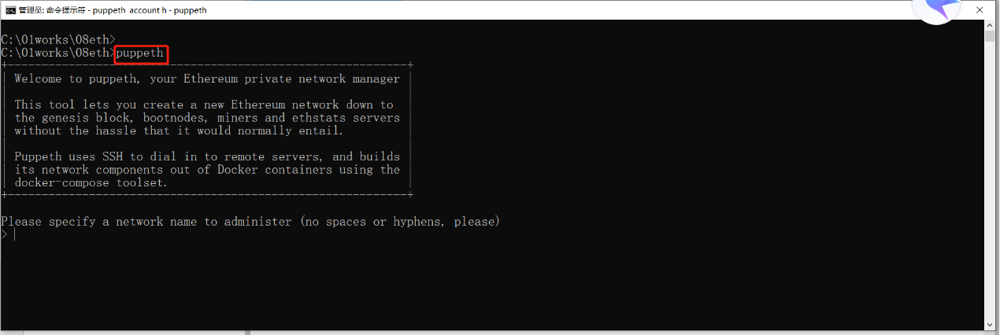 管理员: 命令提示符 - puppeth  account h - puppeth
C:\01works\08eth>
C:\01works\08eth>puppeth
+-----------------------------------------------------------+
| Welcome to puppeth, your Ethereum private network manager |
|                                                           |
| This tool lets you create a new Ethereum network down to  |
| the genesis block, bootnodes, miners and ethstats servers |
| without the hassle that it would normally entail.         |
|                                                           |
| Puppeth uses SSH to dial in to remote servers, and builds |
| its network components out of Docker containers using the |
| docker-compose toolset.                                   |
+-----------------------------------------------------------+
Please specify a network name to administer (no spaces or hyphens, please)
>